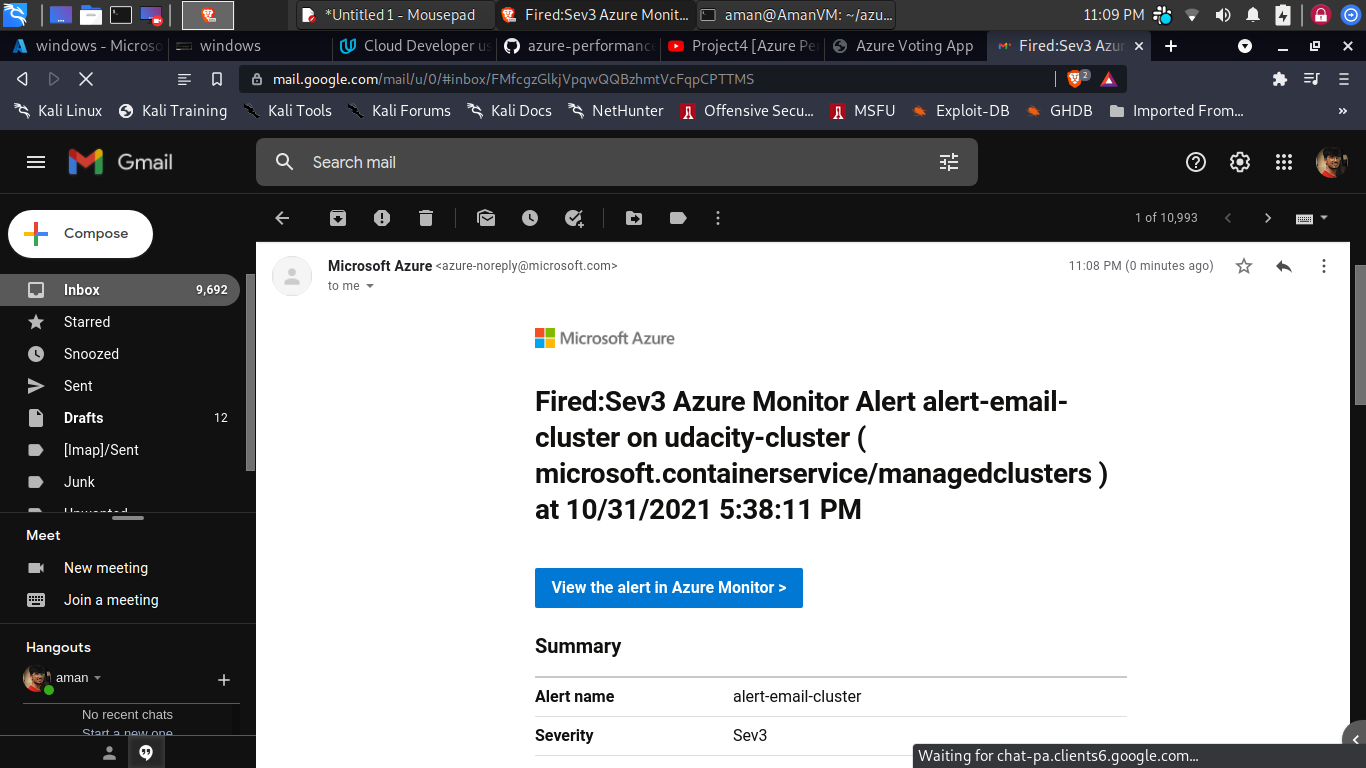 *Untitled 1 - Mousepad
Fired:Sev3 Azure Monit...
aman@AmanVM: ~/azu...
11:09 PM
windows - Microso
windows
Cloud Developer us
azure-performanc
Project4 [Azure Pe
Azure Voting App
Fired:Sev3 Azur
mail.google.com/mail/u/0/#inbox/FMfcgzGlkjVpqwQQBzhmtVcFqpCPTTMS
2
Kali Linux
Kali Training
Kali Tools
Kali Forums
Kali Docs
NetHunter
Offensive Secu...
MSFU
Exploit-DB
GHDB
Imported From...
»
Gmail
Search mail
Compose
1 of 10,993
Inbox 9,692
Starred
Snoozed
Sent
Drafts 12
[Imap]/Sent
Junk
Unwanted
Meet
New meeting
Join a meeting
Hangouts
aman
No recent chats
Start a new one
Microsoft Azure <azure-noreply@microsoft.com>
11:08 PM (0 minutes ago)
to me
Microsoft Azure
Fired:Sev3 Azure Monitor Alert alert-email-
cluster on udacity-cluster (
microsoft.containerservice/managedclusters )
at 10/31/2021 5:38:11 PM
View the alert in Azure Monitor >
Summary
Alert name alert-email-cluster
Severity Sev3
Waiting for chat-pa.clients6.google.com...